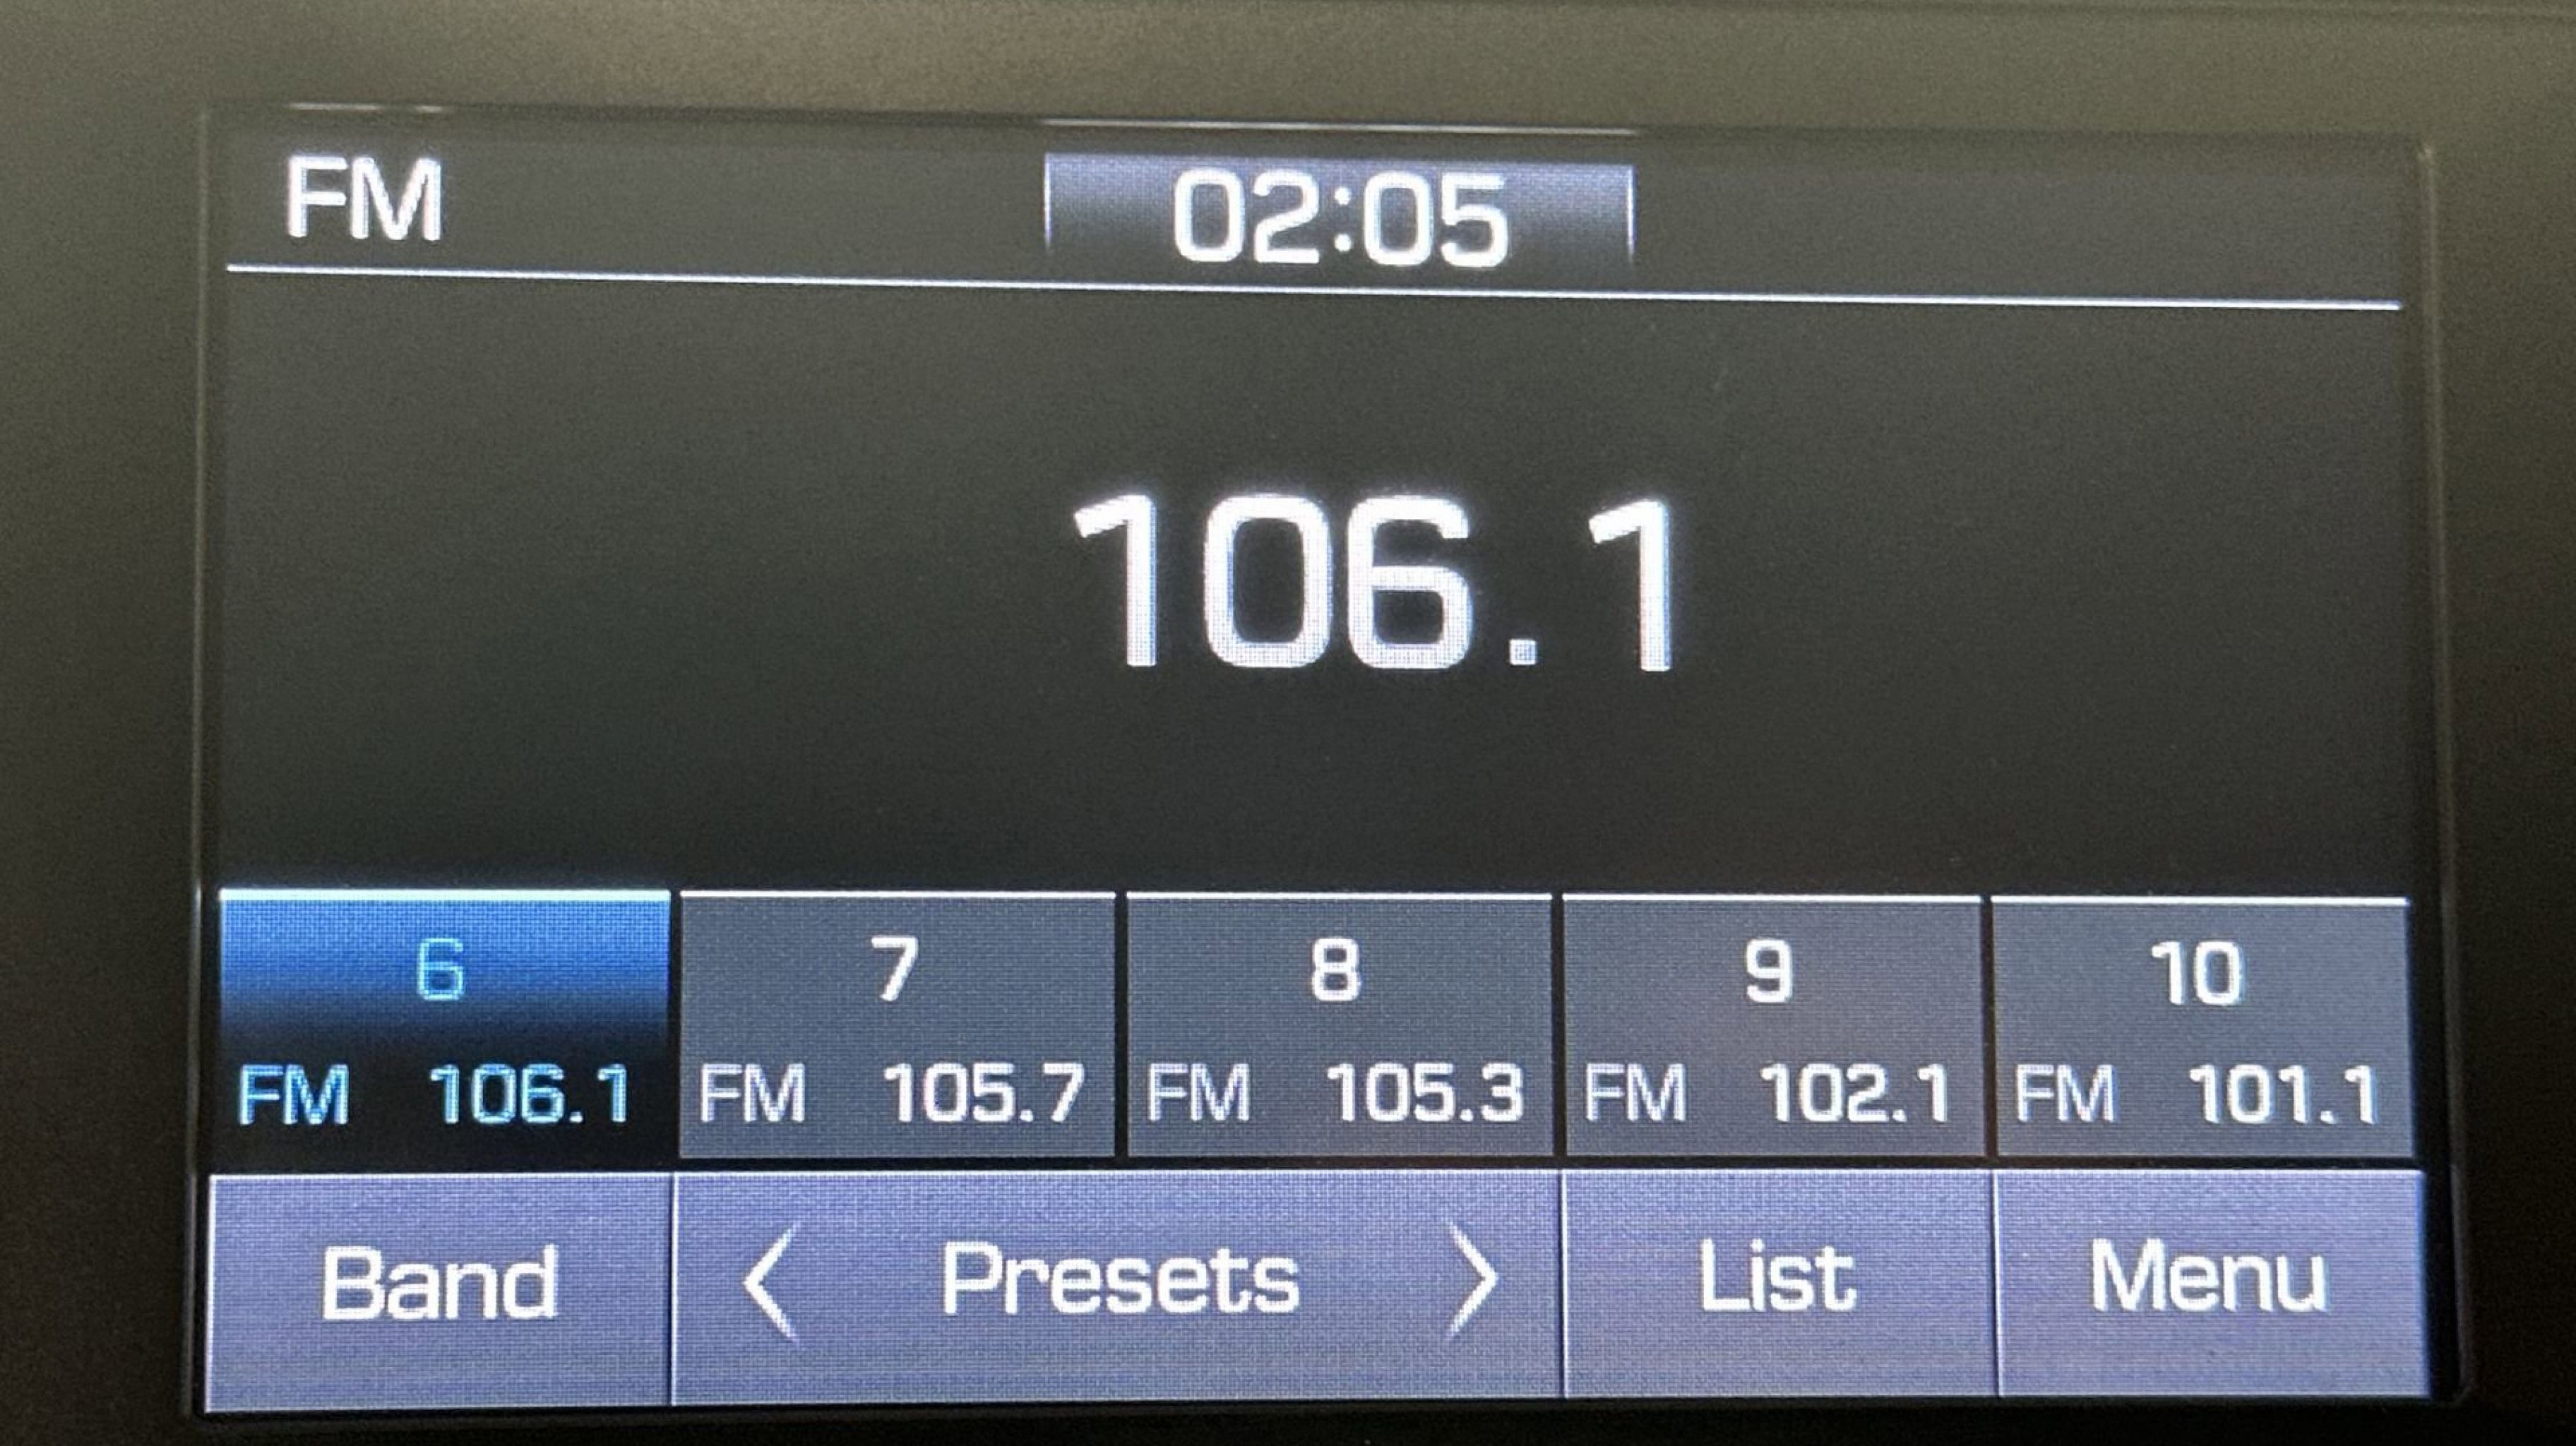 FM 02:05
106.1
6 7 8 9 10
FM 106.1 FM 105.7 FM 105.3 FM 102.1 FM 101.1
Band < Presets > List Menu